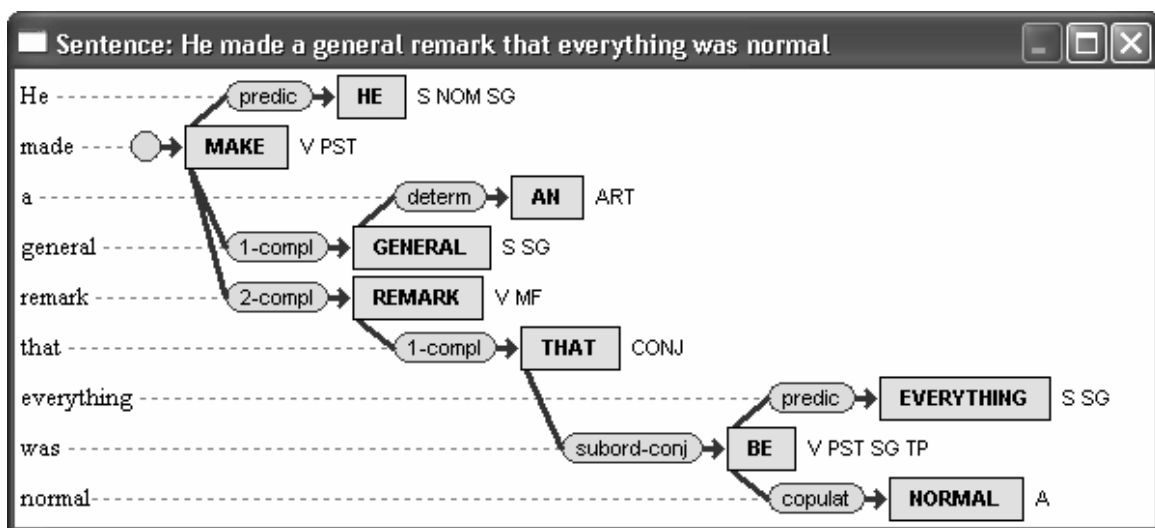 Sentence: He made a general remark that everything was normal
He predic HE S NOM SG
made MAKE V PST
a determ AN ART
general 1-compl GENERAL S SG
remark 2-compl REMARK V MF
that 1-compl THAT CONJ
everything predic EVERYTHING S SG
was subord-conj BE V PST SG TP
normal copulat NORMAL A